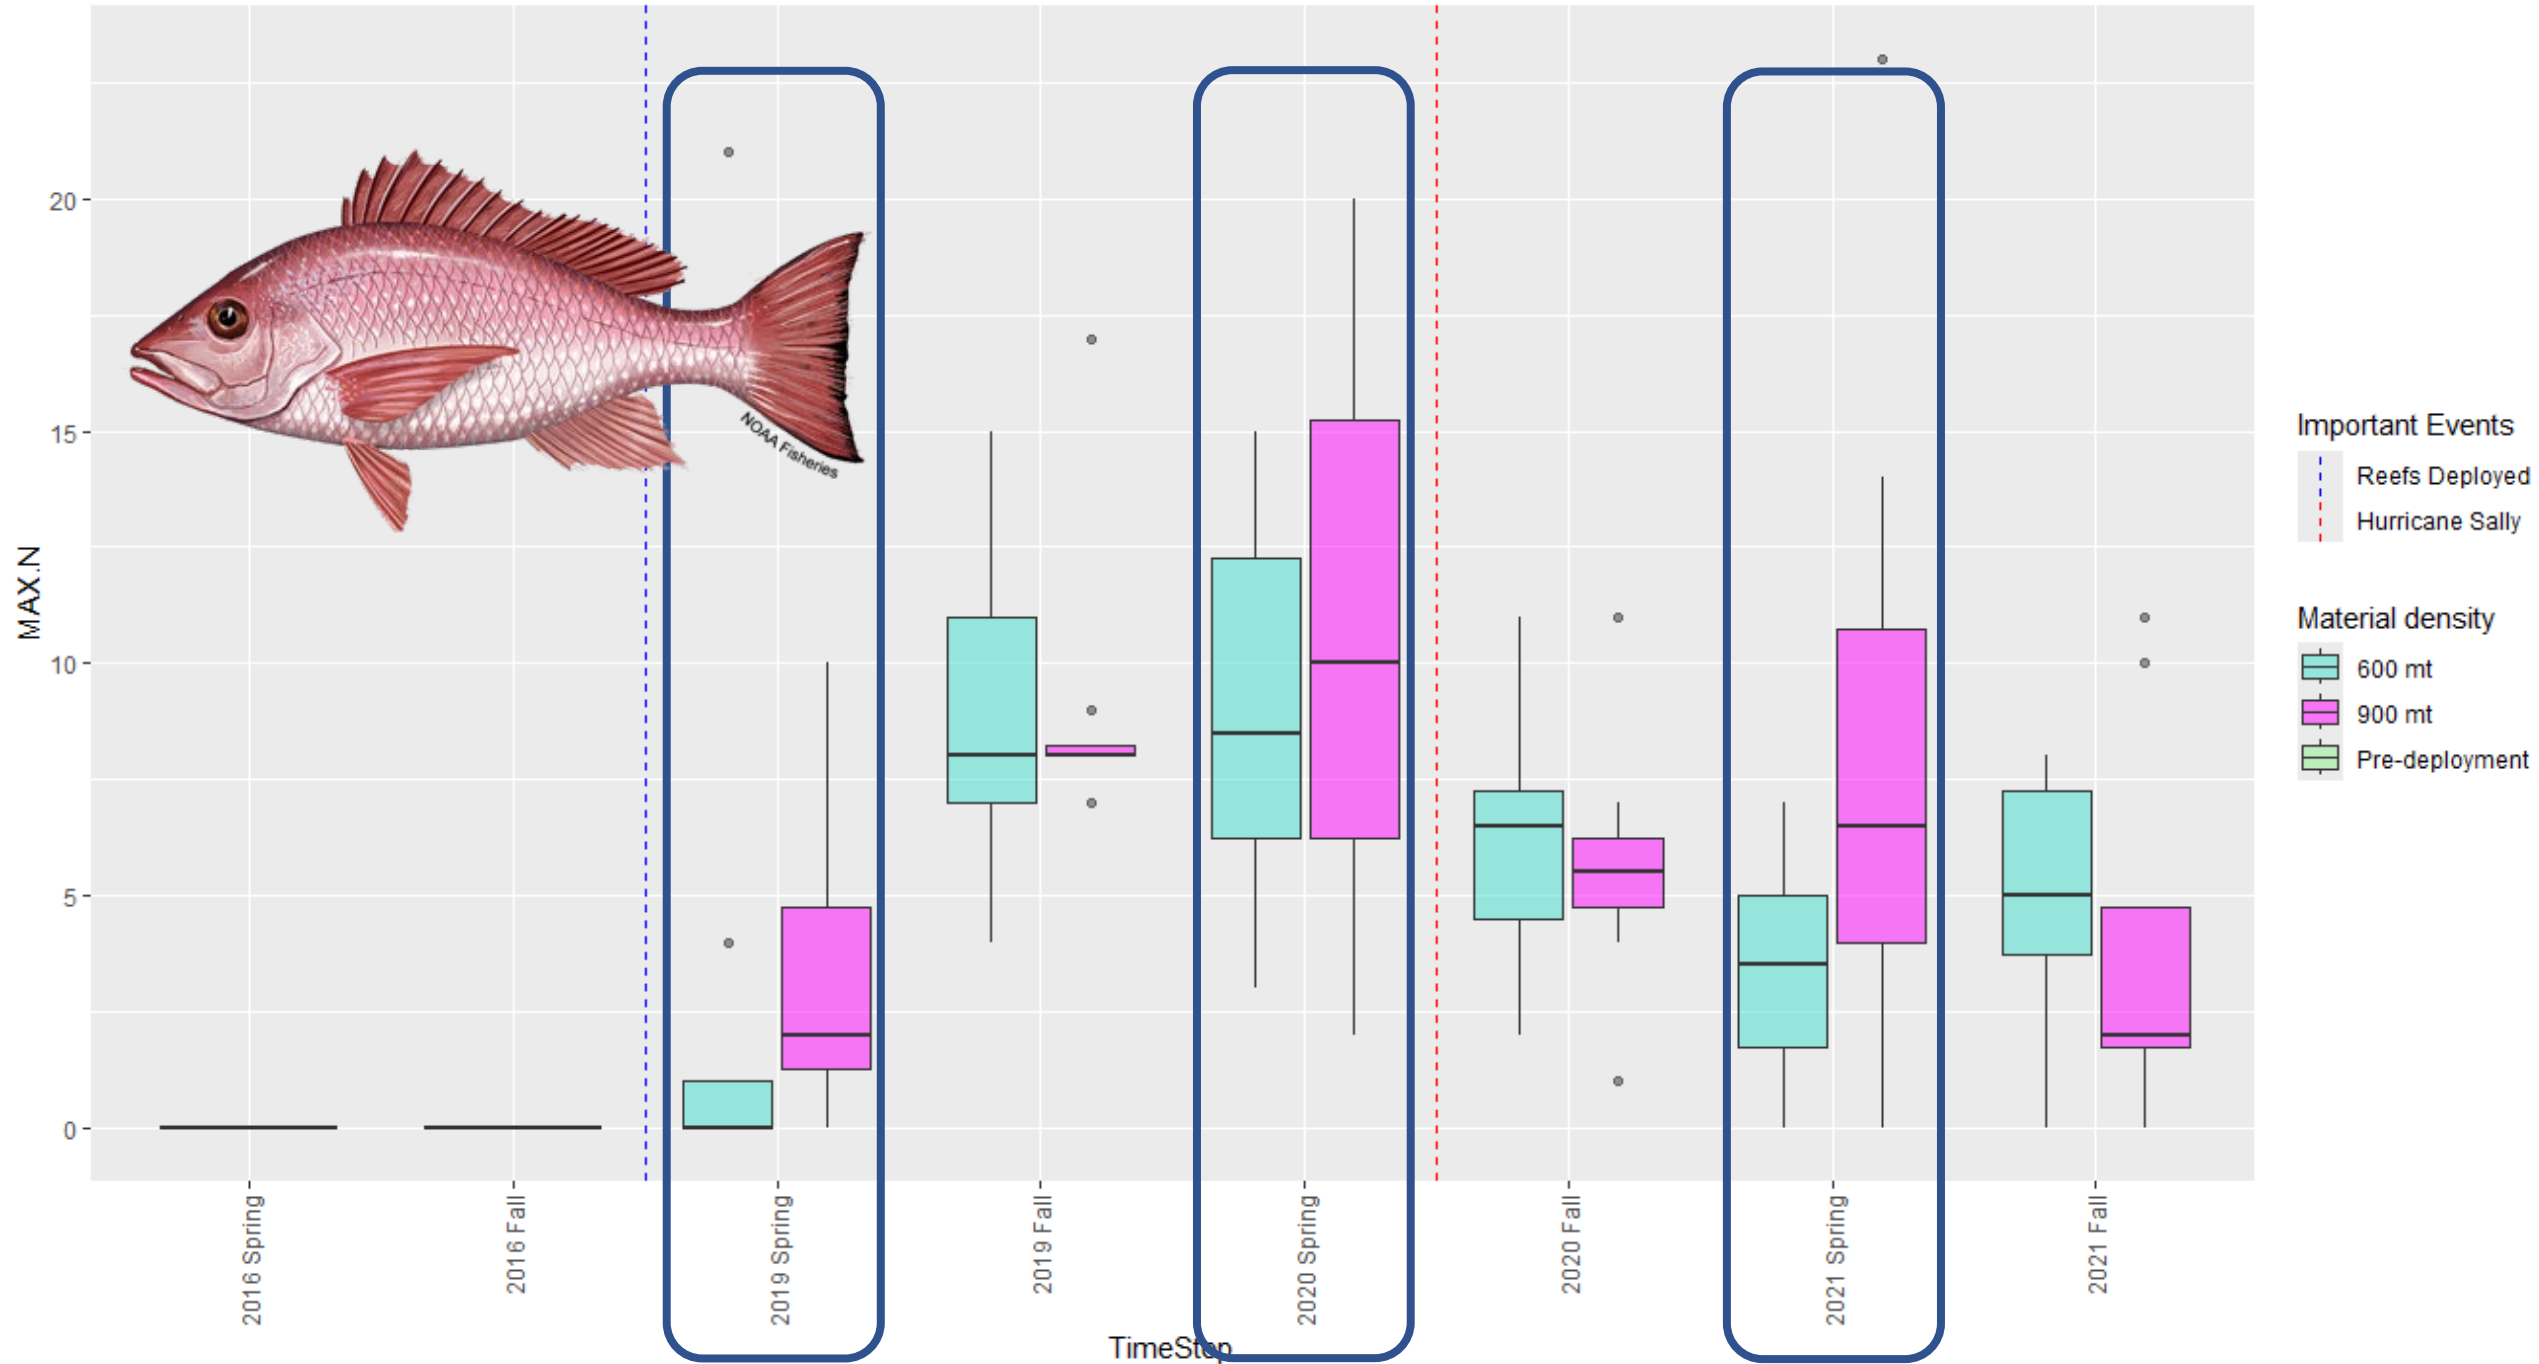 20
15
10
5
0
MAX.N
NOAA Fisheries
2016 Spring
2016 Fall
2019 Spring
2019 Fall
2020 Spring
2020 Fall
2021 Spring
2021 Fall
TimeStep
Important Events
Reefs Deployed
Hurricane Sally
Material density
600 mt
900 mt
Pre-deployment